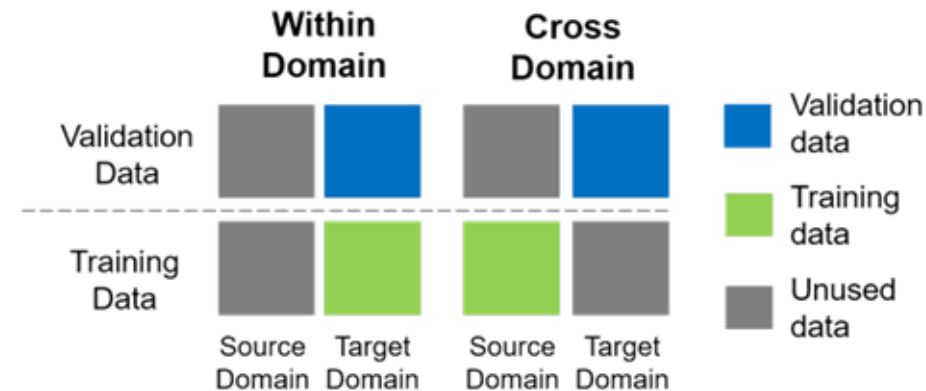 Within
Domain
Cross
Domain
Validation
Data
Training
Data
Source
Domain
Target
Domain
Source
Domain
Target
Domain
Validation
data
Training
data
Unused
data